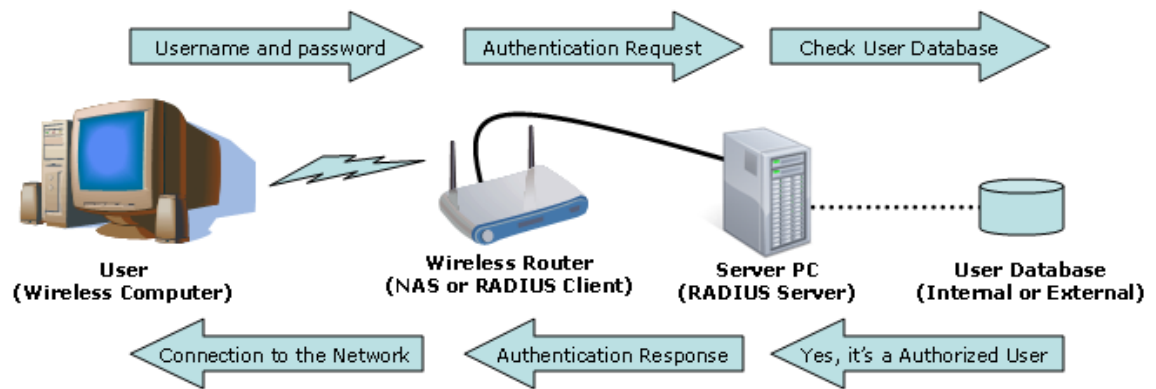 Username and password
Authentication Request
Check User Database
User
(Wireless Computer)
Wireless Router
(NAS or RADIUS Client)
Server PC
(RADIUS Server)
User Database
(Internal or External)
Connection to the Network
Authentication Response
Yes, it's a Authorized User